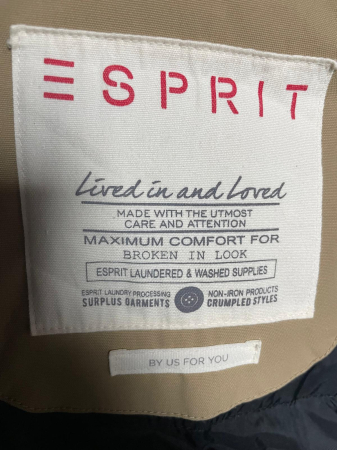 ESPRIT
Lived in and Loved
MADE WITH THE UTMOST
CARE AND ATTENTION
MAXIMUM COMFORT FOR
BROKEN IN LOOK
ESPRIT LAUNDERED & WASHED SUPPLIES
ESPRIT LAUNDRY PROCESSING
SURPLUS GARMENTS
NON-IRON PRODUCTS
CRUMPLED STYLES
BY US FOR YOU